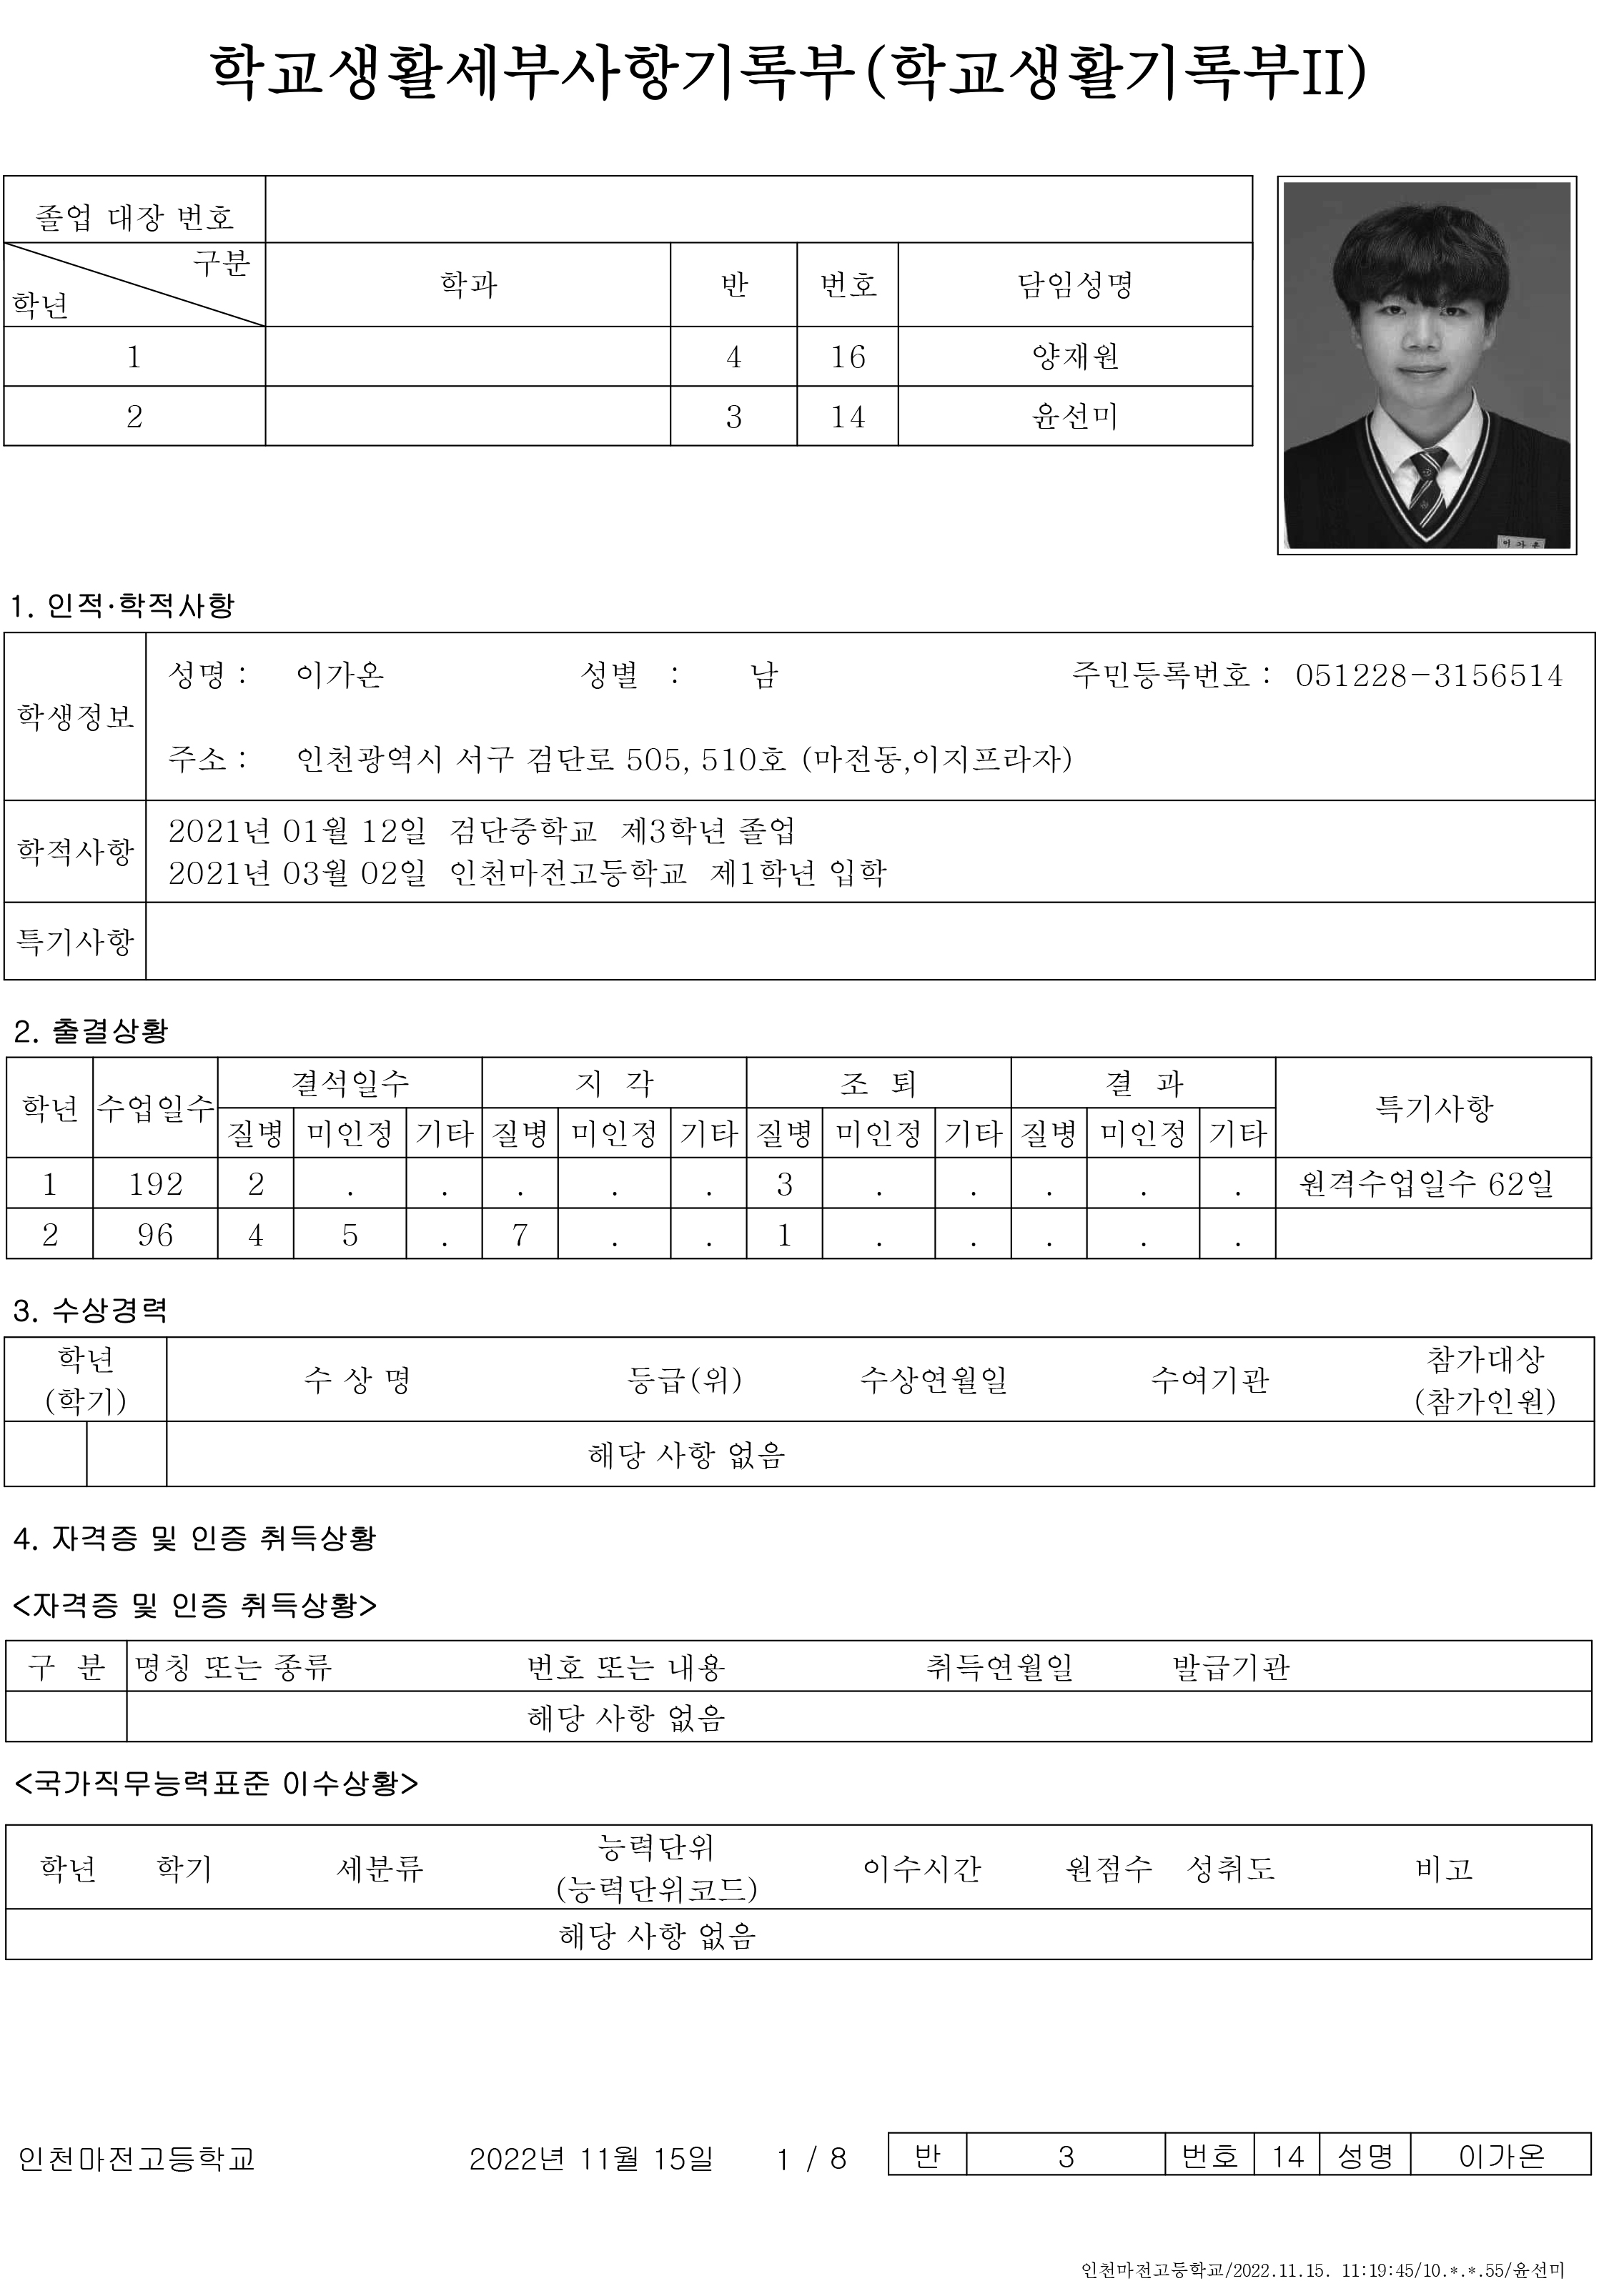 학교생활세부사항기록부(학교생활기록부II)
졸업 대장 번호
구분
학년 학과 반 번호 담임성명
1 4 16 양재원
2 3 14 윤선미
이가온
1. 인적·학적사항
학생정보
성명 : 이가온 성별 : 남 주민등록번호 : 051228-3156514
주소 : 인천광역시 서구 검단로 505, 510호 (마전동,이지프라자)
학적사항
2021년 01월 12일 검단중학교 제3학년 졸업
2021년 03월 02일 인천마전고등학교 제1학년 입학
특기사항
2. 출결상황
학년 수업일수 결석일수 지 각 조 퇴 결 과 특기사항
질병 미인정 기타 질병 미인정 기타 질병 미인정 기타 질병 미인정 기타
1 192 2 . . . . . 3 . . . . . 원격수업일수 62일
2 96 4 5 . 7 . . 1 . . . . .
3. 수상경력
학년
(학기)
수 상 명 등급(위) 수상연월일 수여기관
참가대상
(참가인원)
해당 사항 없음
4. 자격증 및 인증 취득상황
<자격증 및 인증 취득상황>
구 분 명칭 또는 종류 번호 또는 내용 취득연월일 발급기관
해당 사항 없음
<국가직무능력표준 이수상황>
학년 학기 세분류
능력단위
(능력단위코드)
이수시간 원점수 성취도 비고
해당 사항 없음
인천마전고등학교 2022년 11월 15일 1 / 8 반 3 번호 14 성명 이가온
인천마전고등학교/2022.11.15. 11:19:45/10.*.*.55/윤선미